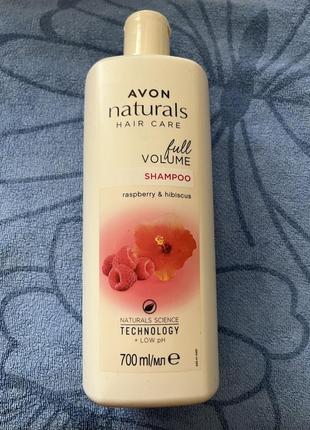 AVON
naturals
HAIR CARE
full
VOLUME
SHAMPOO
raspberry & hibiscus
NATURALS SCIENCE
TECHNOLOGY
+ LOW pH
700 ml/мл ℮